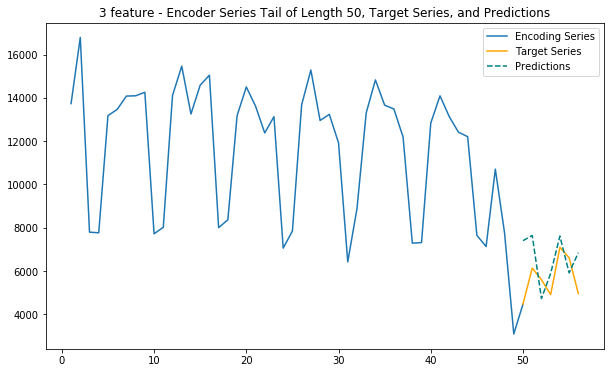 3 feature - Encoder Series Tail of Length 50, Target Series, and Predictions
Encoding Series
Target Series
Predictions
16000
14000
12000
10000
8000
6000
4000
0 10 20 30 40 50